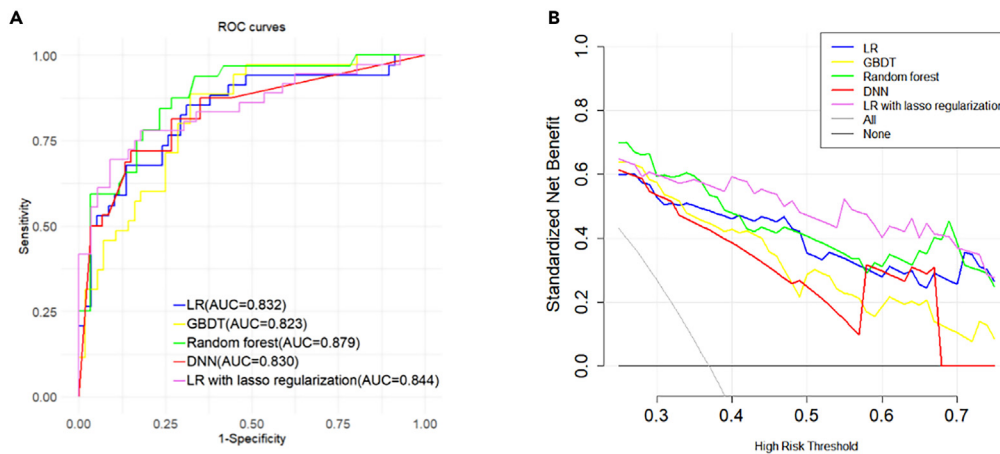 A
ROC curves
1.00
0.75
0.50
0.25
0.00
Sensitivity
LR(AUC=0.832)
GBDT(AUC=0.823)
Random forest(AUC=0.879)
DNN(AUC=0.830)
LR with lasso regularization(AUC=0.844)
0.00 0.25 0.50 0.75 1.00
1-Specificity
B
1.0
0.8
0.6
0.4
0.2
0.0
Standardized Net Benefit
LR
GBDT
Random forest
DNN
LR with lasso regularization
All
None
0.3 0.4 0.5 0.6 0.7
High Risk Threshold